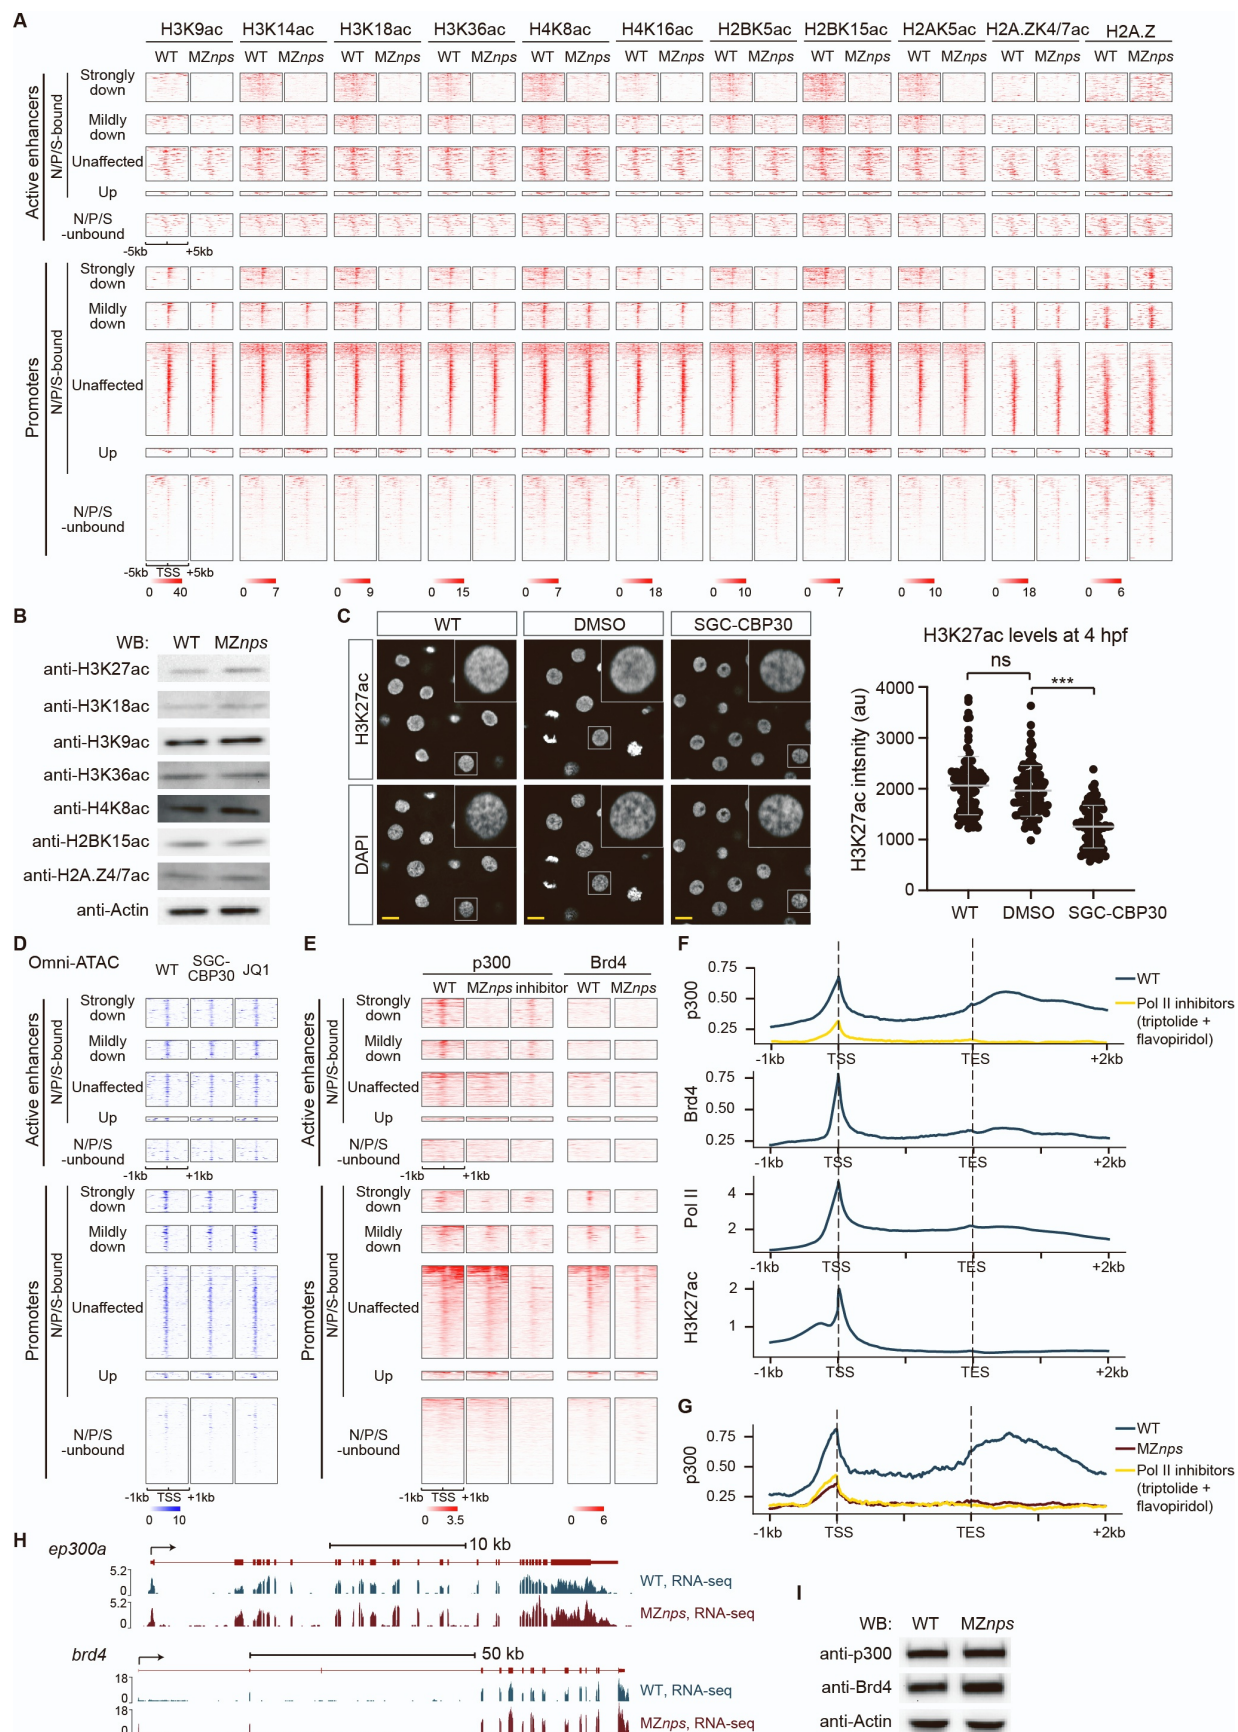 A
H3K9ac H3K14ac H3K18ac H3K36ac H4K8ac H4K16ac H2BK5ac H2BK15ac H2AK5ac H2A.ZK4/7ac H2A.Z
WT MZnps WT MZnps WT MZnps WT MZnps WT MZnps WT MZnps WT MZnps WT MZnps WT MZnps WT MZnps WT MZnps
Active enhancers
N/P/S-bound
Strongly
down
Mildly
down
Unaffected
Up
N/P/S
-unbound
-5kb +5kb
Promoters
N/P/S-bound
Strongly
down
Mildly
down
Unaffected
Up
N/P/S
-unbound
-5kb TSS +5kb
0 40 0 7 0 9 0 15 0 7 0 18 0 10 0 7 0 10 0 18 0 6
B
WB: WT MZnps
anti-H3K27ac
anti-H3K18ac
anti-H3K9ac
anti-H3K36ac
anti-H4K8ac
anti-H2BK15ac
anti-H2A.Z4/7ac
anti-Actin
C
WT DMSO SGC-CBP30
H3K27ac
DAPI
H3K27ac levels at 4 hpf
ns
***
H3K27ac intsnity (au)
4000
3000
2000
1000
0
WT DMSO SGC-CBP30
D
Omni-ATAC
WT SGC-CBP30 JQ1
Active enhancers
N/P/S-bound
Strongly
down
Mildly
down
Unaffected
Up
N/P/S
-unbound
-1kb +1kb
Promoters
N/P/S-bound
Strongly
down
Mildly
down
Unaffected
Up
N/P/S
-unbound
-1kb TSS +1kb
0 10
E
p300 Brd4
WT MZnps inhibitor WT MZnps
Active enhancers
N/P/S-bound
Strongly
down
Mildly
down
Unaffected
Up
N/P/S
-unbound
-1kb +1kb
Promoters
N/P/S-bound
Strongly
down
Mildly
down
Unaffected
Up
N/P/S
-unbound
-1kb TSS +1kb
0 3.5 0 6
F
p300
0.75
0.50
0.25
-1kb TSS TES +2kb
WT
Pol II inhibitors
(triptolide +
flavopiridol)
Brd4
0.75
0.50
0.25
-1kb TSS TES +2kb
Pol II
4
2
-1kb TSS TES +2kb
H3K27ac
2
1
-1kb TSS TES +2kb
G
p300
0.75
0.50
0.25
-1kb TSS TES +2kb
WT
MZnps
Pol II inhibitors
(triptolide +
flavopiridol)
H
ep300a
10 kb
5.2
0
WT, RNA-seq
5.2
0
MZnps, RNA-seq
brd4
50 kb
18
0
WT, RNA-seq
18
0
MZnps, RNA-seq
I
WB: WT MZnps
anti-p300
anti-Brd4
anti-Actin